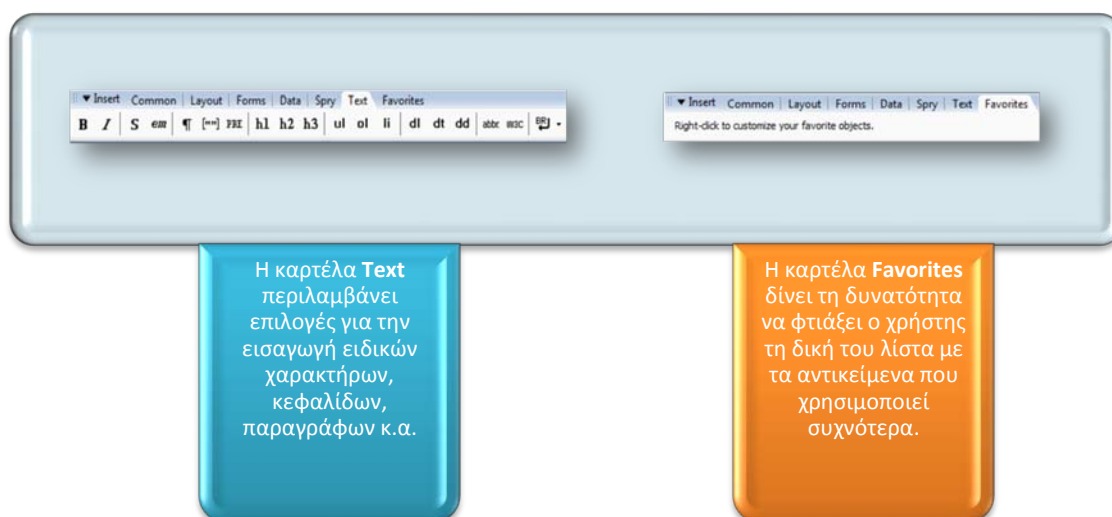 ▼ Insert Common Layout Forms Data Spry Text Favorites
B I S em ¶ [""] PRE h1 h2 h3 ul ol li dl dt dd abbr W3C BR
▼ Insert Common Layout Forms Data Spry Text Favorites
Right-click to customize your favorite objects.
Η καρτέλα Text
περιλαμβάνει
επιλογές για την
εισαγωγή ειδικών
χαρακτήρων,
κεφαλίδων,
παραγράφων κ.α.
Η καρτέλα Favorites
δίνει τη δυνατότητα
να φτιάξει ο χρήστης
τη δική του λίστα με
τα αντικείμενα που
χρησιμοποιεί
συχνότερα.